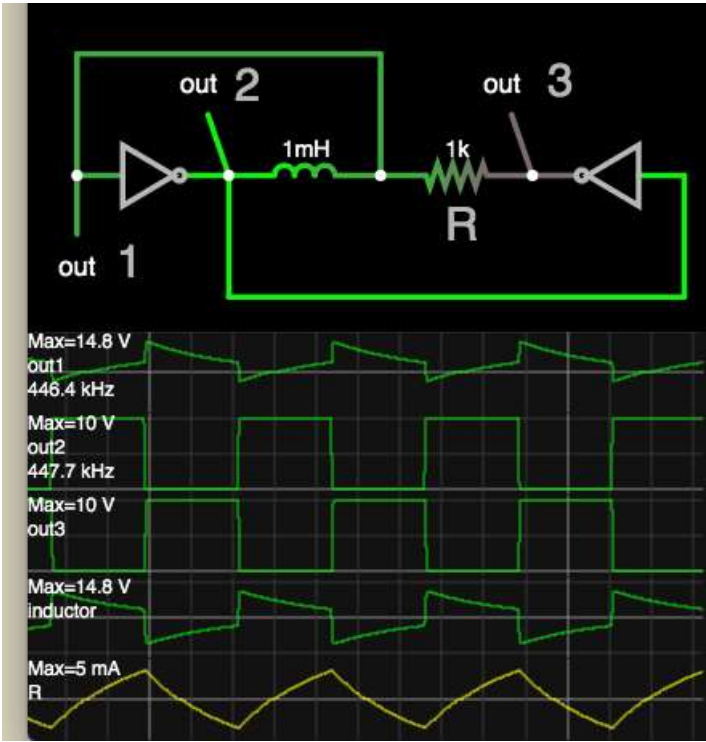 out 2
out 3
1mH
1k
R
out 1
Max=14.8 V
out1
446.4 kHz
Max=10 V
out2
447.7 kHz
Max=10 V
out3
Max=14.8 V
inductor
Max=5 mA
R